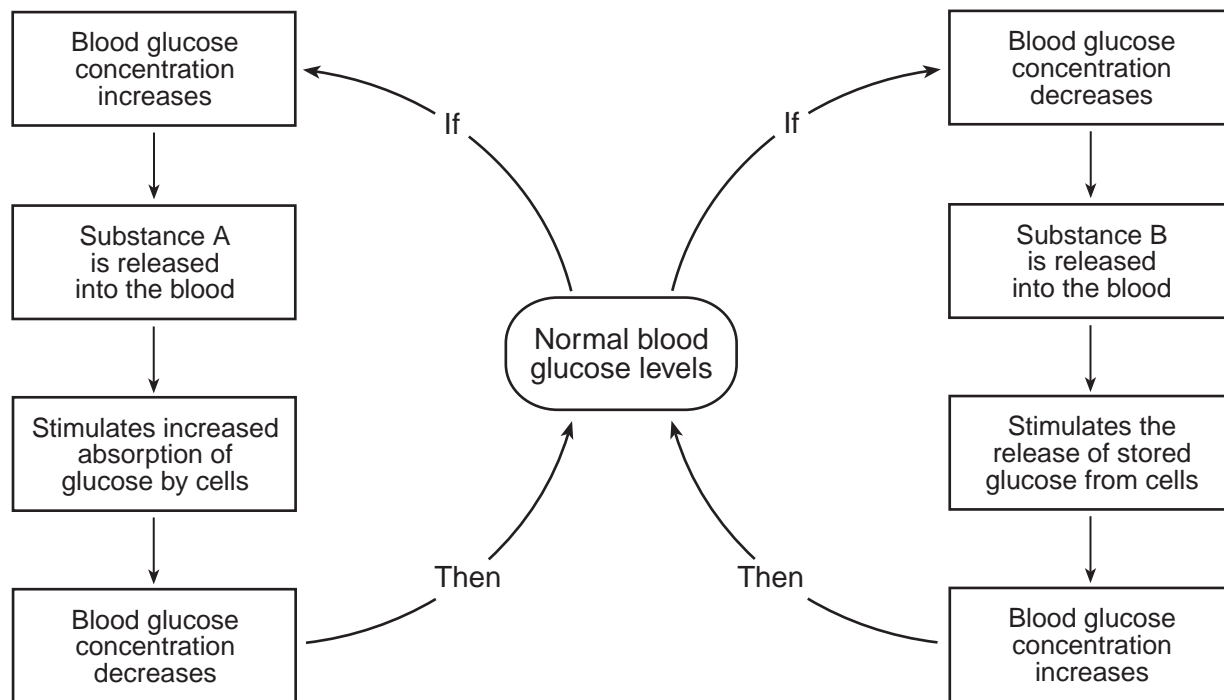 Blood glucose
concentration
increases
If
Substance A
is released
into the blood
Stimulates increased
absorption of
glucose by cells
Blood glucose
concentration
decreases
Then
Normal blood
glucose levels
If
Blood glucose
concentration
decreases
Substance B
is released
into the blood
Stimulates the
release of stored
glucose from cells
Blood glucose
concentration
increases
Then